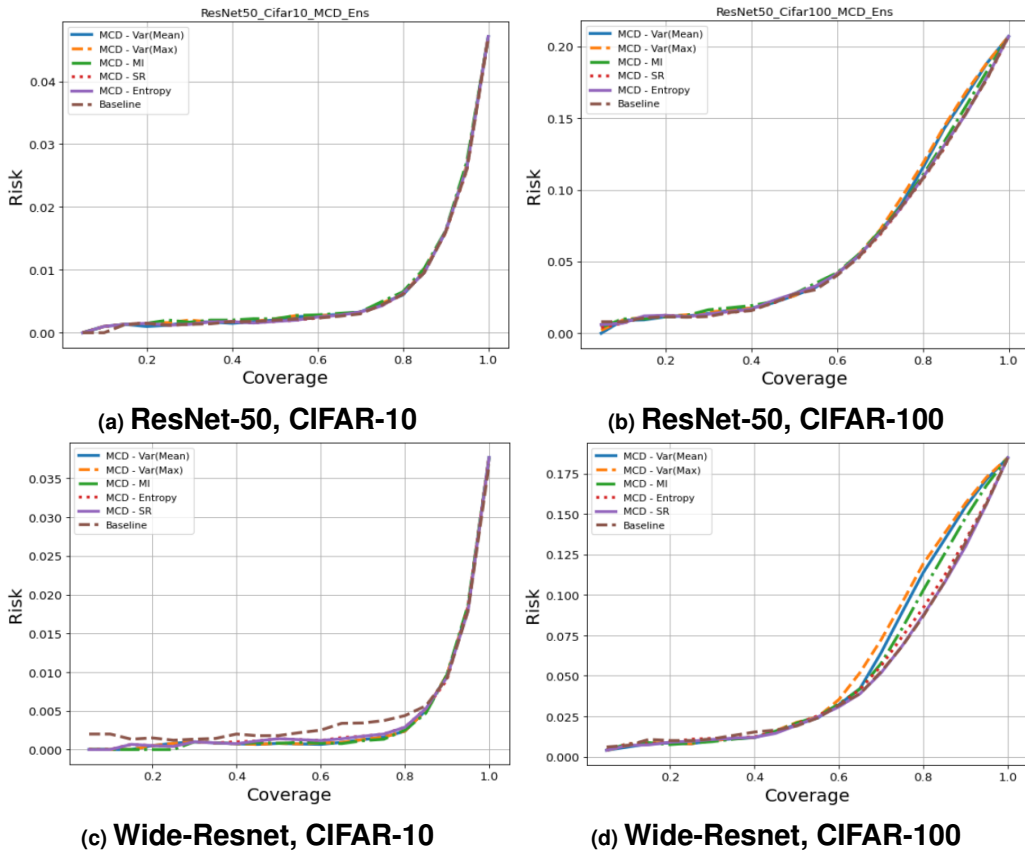 ResNet50_Cifar10_MCD_Ens
MCD - Var(Mean)
MCD - Var(Max)
MCD - MI
MCD - SR
MCD - Entropy
Baseline
0.04
0.03
0.02
0.01
0.00
Risk
0.2
0.4
0.6
0.8
1.0
Coverage
(a) ResNet-50, CIFAR-10
ResNet50_Cifar100_MCD_Ens
MCD - Var(Mean)
MCD - Var(Max)
MCD - MI
MCD - SR
MCD - Entropy
Baseline
0.20
0.15
0.10
0.05
0.00
Risk
0.2
0.4
0.6
0.8
1.0
Coverage
(b) ResNet-50, CIFAR-100
MCD - Var(Mean)
MCD - Var(Max)
MCD - MI
MCD - Entropy
MCD - SR
Baseline
0.035
0.030
0.025
0.020
0.015
0.010
0.005
0.000
Risk
0.2
0.4
0.6
0.8
1.0
Coverage
(c) Wide-Resnet, CIFAR-10
MCD - Var(Mean)
MCD - Var(Max)
MCD - MI
MCD - Entropy
MCD - SR
Baseline
0.175
0.150
0.125
0.100
0.075
0.050
0.025
0.000
Risk
0.2
0.4
0.6
0.8
1.0
Coverage
(d) Wide-Resnet, CIFAR-100